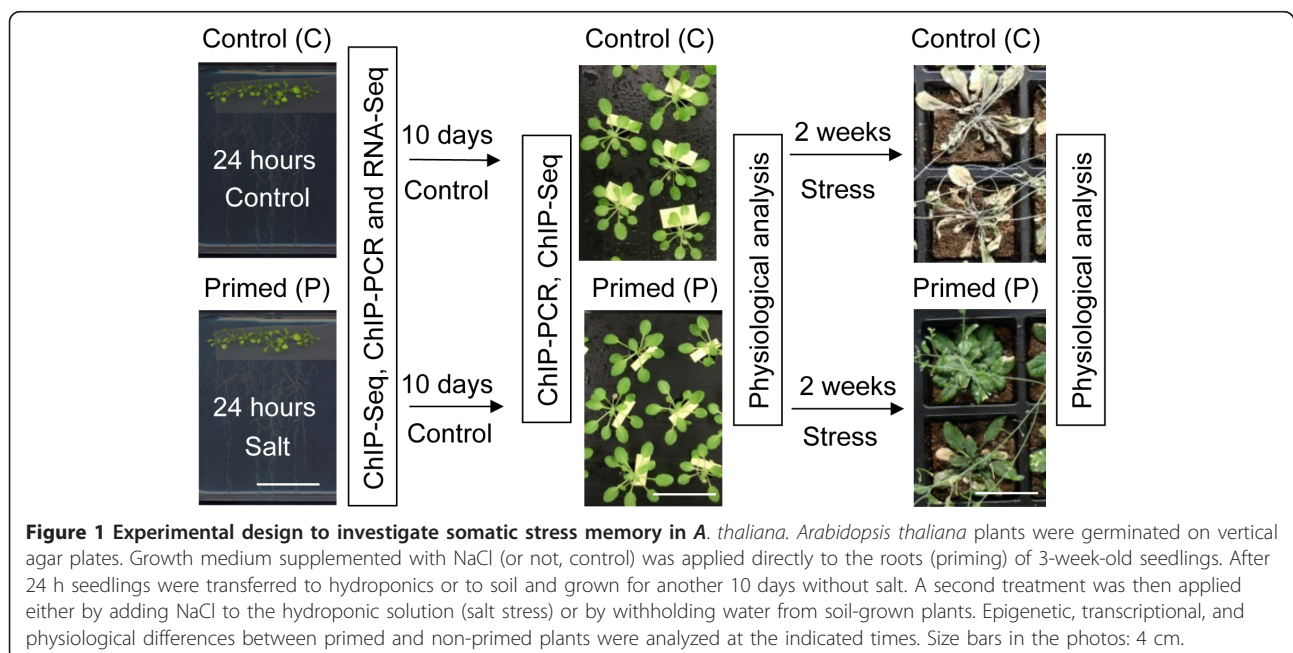 Control (C)
Control (C)
Control (C)
24 hours
Control
ChIP-Seq, ChIP-PCR and RNA-Seq
10 days
Control
ChIP-PCR, ChIP-Seq
Physiological analysis
2 weeks
Stress
Physiological analysis
Primed (P)
Primed (P)
Primed (P)
24 hours
Salt
10 days
Control
2 weeks
Stress
Figure 1 Experimental design to investigate somatic stress memory in A. thaliana. Arabidopsis thaliana plants were germinated on vertical
agar plates. Growth medium supplemented with NaCl (or not, control) was applied directly to the roots (priming) of 3-week-old seedlings. After
24 h seedlings were transferred to hydroponics or to soil and grown for another 10 days without salt. A second treatment was then applied
either by adding NaCl to the hydroponic solution (salt stress) or by withholding water from soil-grown plants. Epigenetic, transcriptional, and
physiological differences between primed and non-primed plants were analyzed at the indicated times. Size bars in the photos: 4 cm.